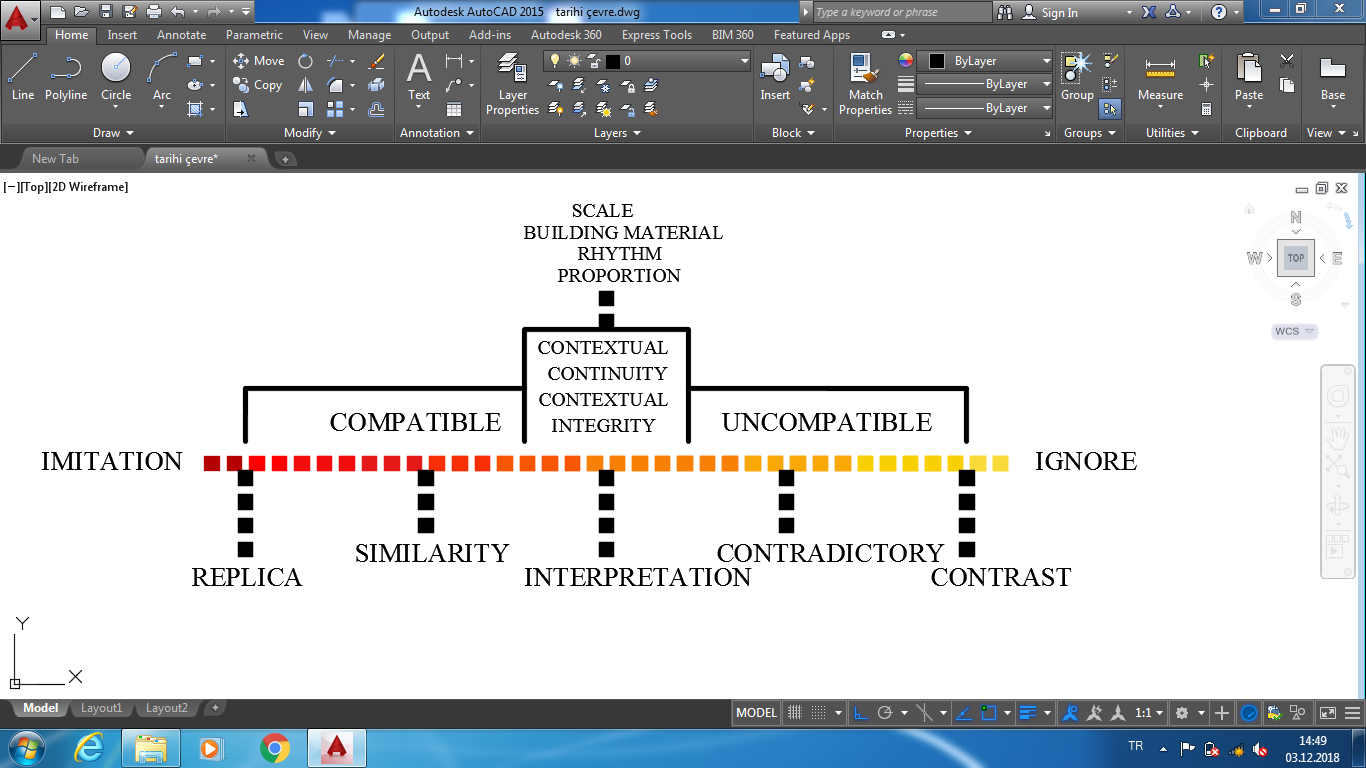 Autodesk AutoCAD 2015 tarihi çevre.dwg
Type a keyword or phrase
Sign In
Home Insert Annotate Parametric View Manage Output Add-ins Autodesk 360 Express Tools BIM 360 Featured Apps
Line Polyline Circle Arc
Move
Copy
Text
Layer
Properties
0
Insert
Match
Properties
ByLayer
ByLayer
ByLayer
Group
Measure
Paste
Base
Draw Modify Annotation Layers Block Properties Groups Utilities Clipboard View
New Tab tarihi çevre*
[−][Top][2D Wireframe]
SCALE
BUILDING MATERIAL
RHYTHM
PROPORTION
CONTEXTUAL
CONTINUITY
CONTEXTUAL
INTEGRITY
COMPATIBLE
UNCOMPATIBLE
IMITATION
IGNORE
SIMILARITY
CONTRADICTORY
REPLICA
INTERPRETATION
CONTRAST
N
W TOP E
S
WCS
Y
X
Model Layout1 Layout2
MODEL 1:1
TR
14:49
03.12.2018